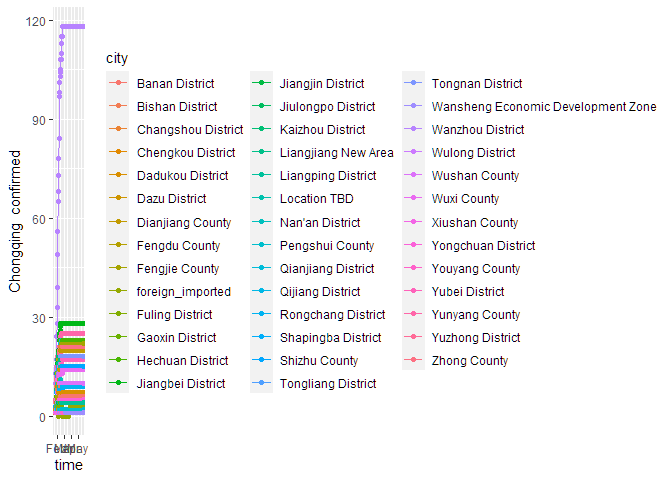 120
90
60
30
0
Chongqing confirmed
time
city
Banan District
Bishan District
Changshou District
Chengkou District
Dadukou District
Dazu District
Dianjiang County
Fengdu County
Fengjie County
foreign_imported
Fuling District
Gaoxin District
Hechuan District
Jiangbei District
Jiangjin District
Jiulongpo District
Kaizhou District
Liangjiang New Area
Liangping District
Location TBD
Nan'an District
Pengshui County
Qianjiang District
Qijiang District
Rongchang District
Shapingba District
Shizhu County
Tongliang District
Tongnan District
Wansheng Economic Development Zone
Wanzhou District
Wulong District
Wushan County
Wuxi County
Xiushan County
Yongchuan District
Youyang County
Yubei District
Yunyang County
Yuzhong District
Zhong County